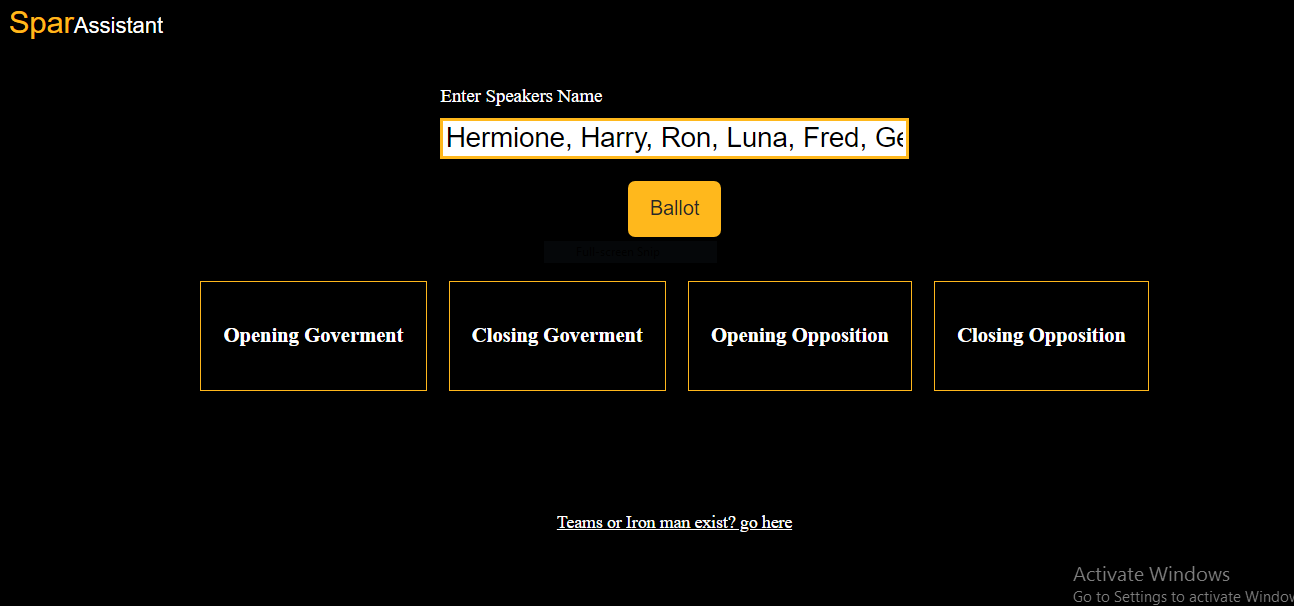 SparAssistant
Enter Speakers Name
Hermione, Harry, Ron, Luna, Fred, Ge
Ballot
Opening Goverment
Closing Goverment
Opening Opposition
Closing Opposition
Teams or Iron man exist? go here
Activate Windows
Go to Settings to activate Window